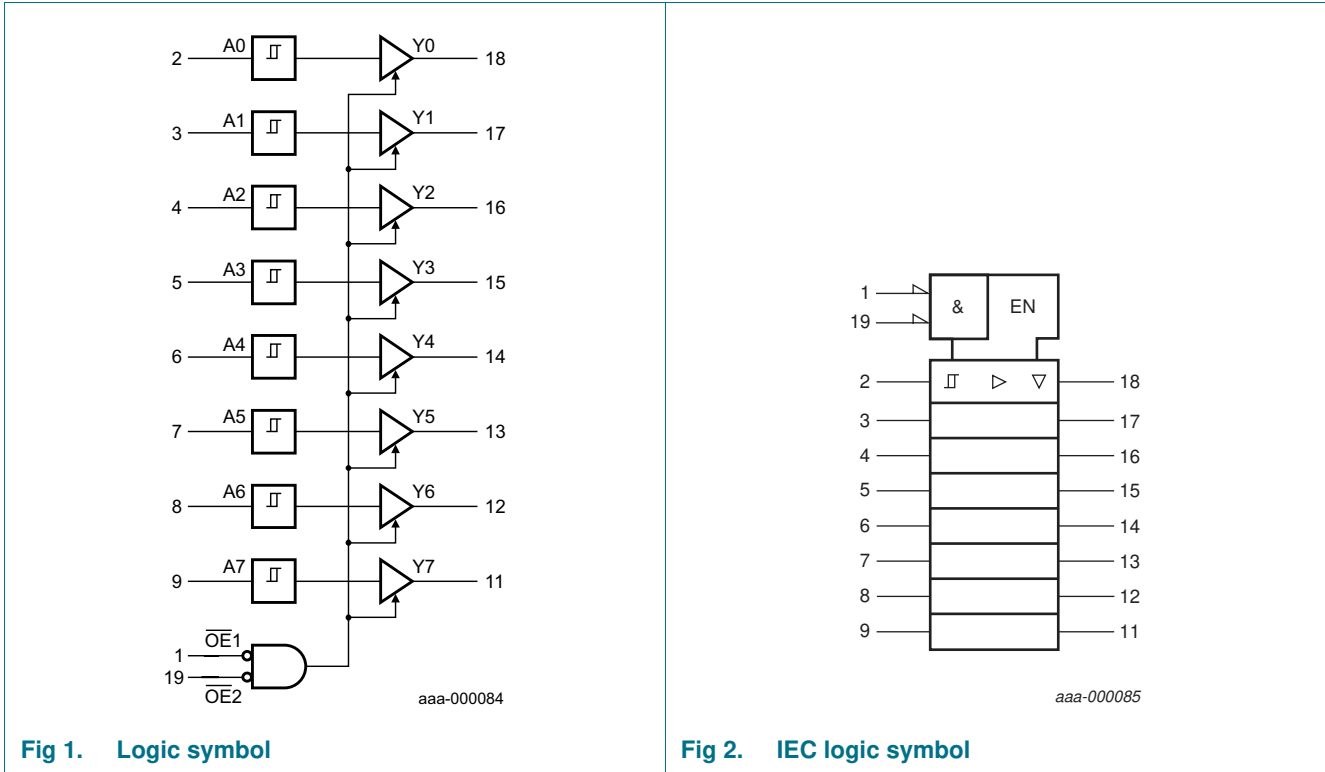 2 A0 Y0 18
3 A1 Y1 17
4 A2 Y2 16
5 A3 Y3 15
6 A4 Y4 14
7 A5 Y5 13
8 A6 Y6 12
9 A7 Y7 11
1 OE1
19 OE2
aaa-000084
Fig 1. Logic symbol
1
19
& EN
2 18
3 17
4 16
5 15
6 14
7 13
8 12
9 11
aaa-000085
Fig 2. IEC logic symbol